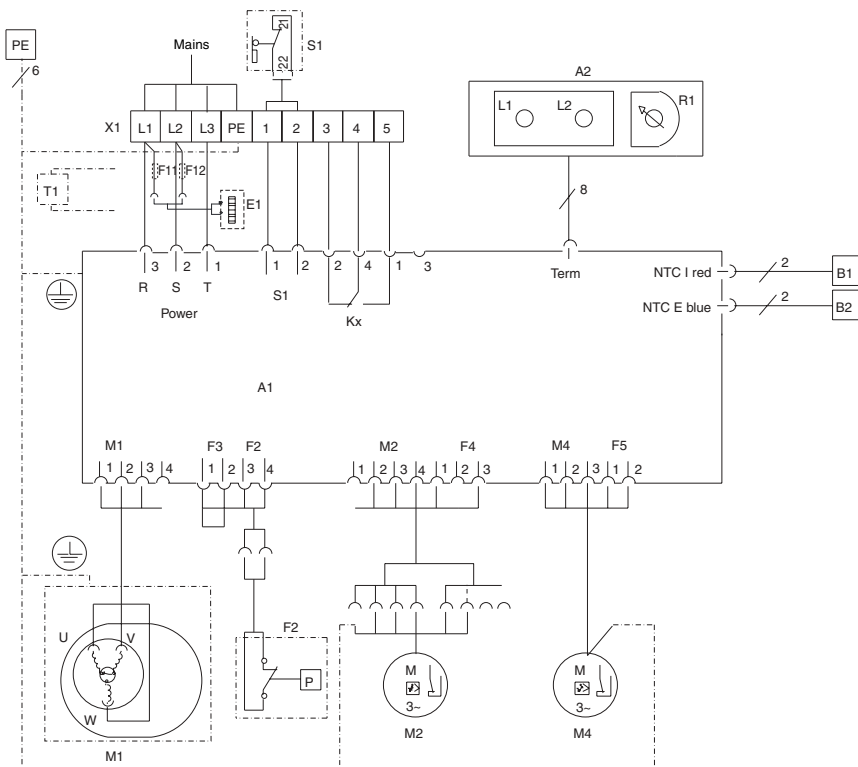 PE
6
Mains
21
22
S1
X1 L1 L2 L3 PE 1 2 3 4 5
F11 F12
T1
E1
A2
L1 L2 R1
8
3 2 1 1 2 2 4 1 3
R S T S1
Power Kx
Term
NTC I red 2 B1
NTC E blue 2 B2
A1
M1 F3 F2 M2 F4 M4 F5
1 2 3 4 1 2 3 4 1 2 3 4 1 2 3 1 2 3 1 2
U V
W
M1
F2
P
M
3~
M2
M
3~
M4